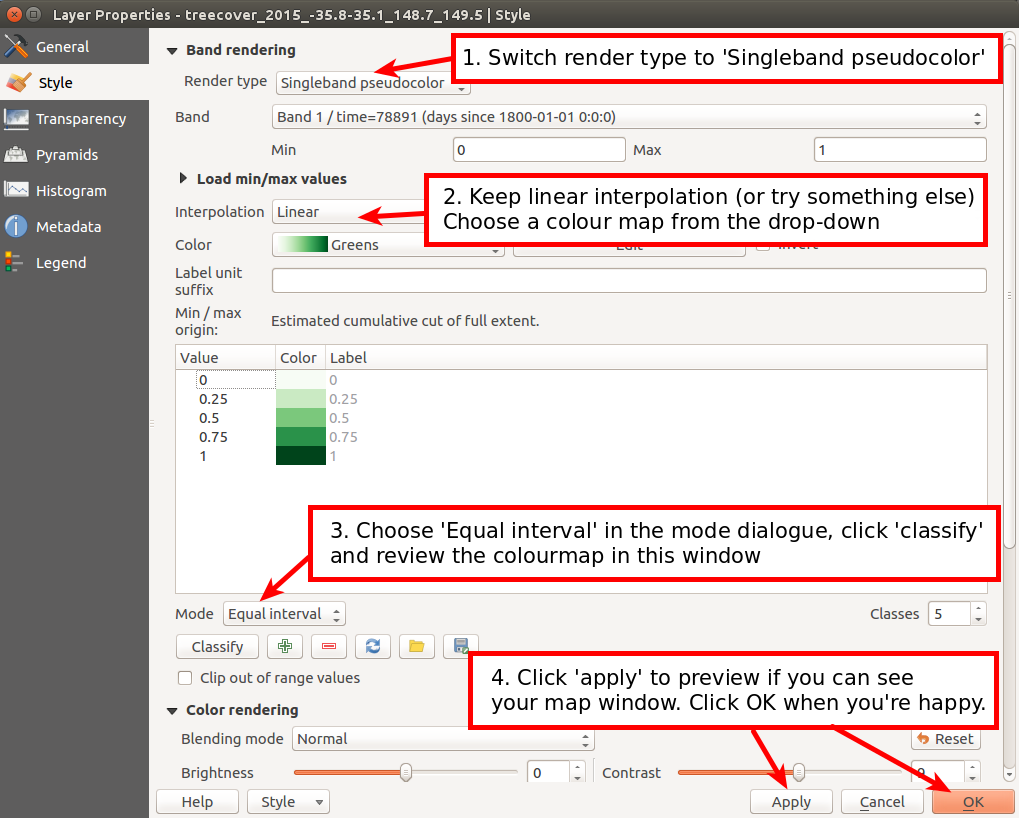 Layer Properties - treecover_2015_-35.8-35.1_148.7_149.5 | Style
General
Style
Transparency
Pyramids
Histogram
Metadata
Legend
Band rendering
1. Switch render type to 'Singleband pseudocolor'
Render type Singleband pseudocolor
Band Band 1 / time=78891 (days since 1800-01-01 0:0:0)
Min 0 Max 1
Load min/max values
2. Keep linear interpolation (or try something else)
Choose a colour map from the drop-down
Interpolation Linear
Color Greens Edit Invert
Label unit
suffix
Min / max
origin: Estimated cumulative cut of full extent.
Value Color Label
0 0
0.25 0.25
0.5 0.5
0.75 0.75
1 1
3. Choose 'Equal interval' in the mode dialogue, click 'classify'
and review the colourmap in this window
Mode Equal interval Classes 5
Classify
Clip out of range values
4. Click 'apply' to preview if you can see
your map window. Click OK when you're happy.
Color rendering
Blending mode Normal Reset
Brightness 0 Contrast 0
Help Style Apply Cancel OK